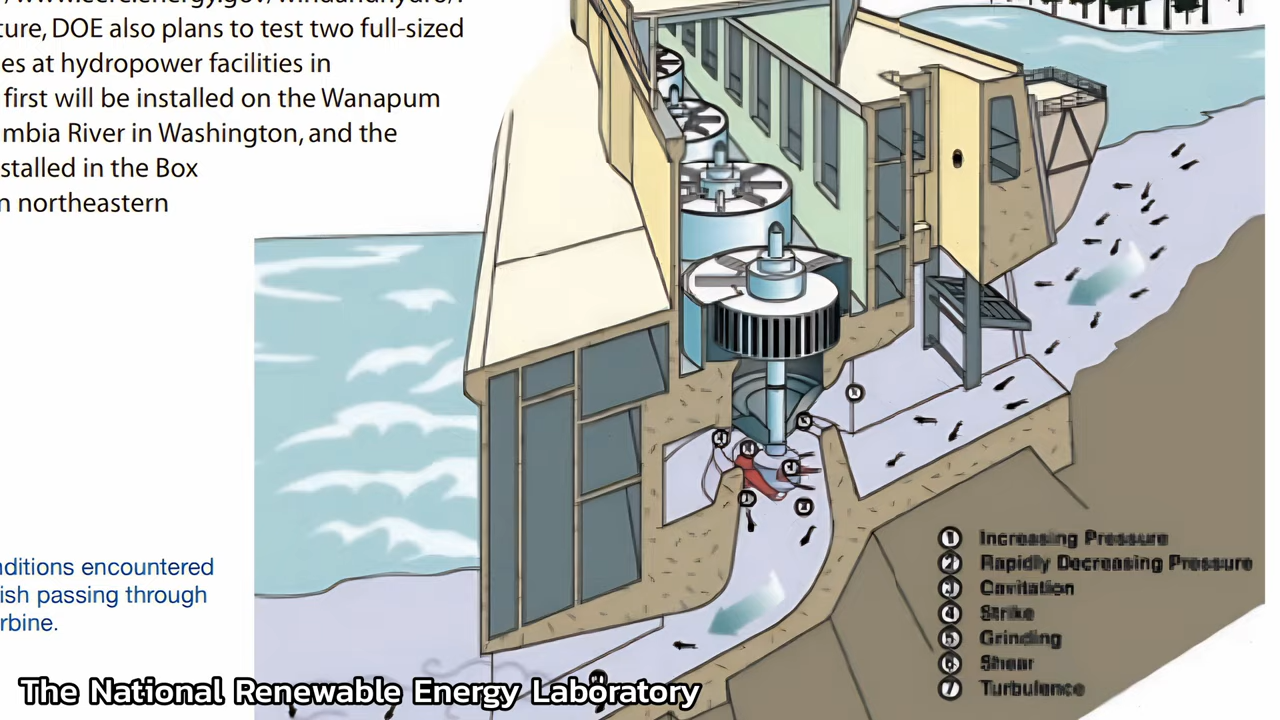 ture, DOE also plans to test two full-sized
es at hydropower facilities in
first will be installed on the Wanapum
mbia River in Washington, and the
stalled in the Box
n northeastern
nditions encountered
ish passing through
rbine.
1 Increasing Pressure
2 Rapidly Decreasing Pressure
3 Cavitation
4 Strike
5 Grinding
6 Shear
7 Turbulence
The National Renewable Energy Laboratory